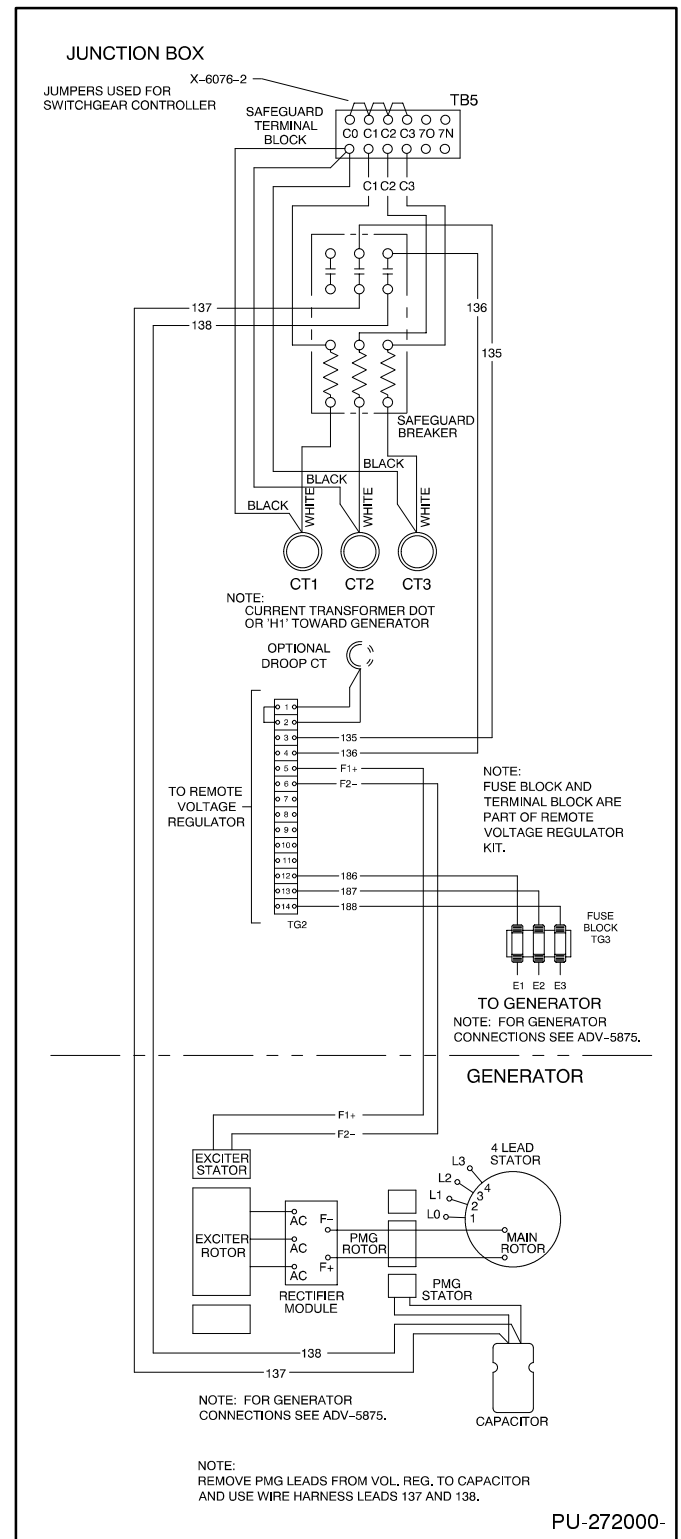 JUNCTION BOX
X-6076-2
JUMPERS USED FOR
SWITCHGEAR CONTROLLER
TB5
SAFEGUARD
TERMINAL
BLOCK
C0 C1 C2 C3 7O 7N
C1 C2 C3
137
138
136
135
SAFEGUARD
BREAKER
BLACK
BLACK
BLACK
WHITE
WHITE
WHITE
CT1 CT2 CT3
NOTE:
CURRENT TRANSFORMER DOT
OR 'H1' TOWARD GENERATOR
OPTIONAL
DROOP CT
1
2
3 135
4 136
5 F1+
6 F2-
7
8
9
10
11
12 186
13 187
14 188
TG2
TO REMOTE
VOLTAGE
REGULATOR
NOTE:
FUSE BLOCK AND
TERMINAL BLOCK ARE
PART OF REMOTE
VOLTAGE REGULATOR
KIT.
FUSE
BLOCK
TG3
E1 E2 E3
TO GENERATOR
NOTE: FOR GENERATOR
CONNECTIONS SEE ADV-5875.
GENERATOR
F1+
F2-
EXCITER
STATOR
4 LEAD
STATOR
L3
L2
L1
L0
4
3
2
1
MAIN
ROTOR
EXCITER
ROTOR
AC
AC
AC
F-
F+
RECTIFIER
MODULE
PMG
ROTOR
PMG
STATOR
138
137
CAPACITOR
NOTE: FOR GENERATOR
CONNECTIONS SEE ADV-5875.
NOTE:
REMOVE PMG LEADS FROM VOL. REG. TO CAPACITOR
AND USE WIRE HARNESS LEADS 137 AND 138.
PU-272000-